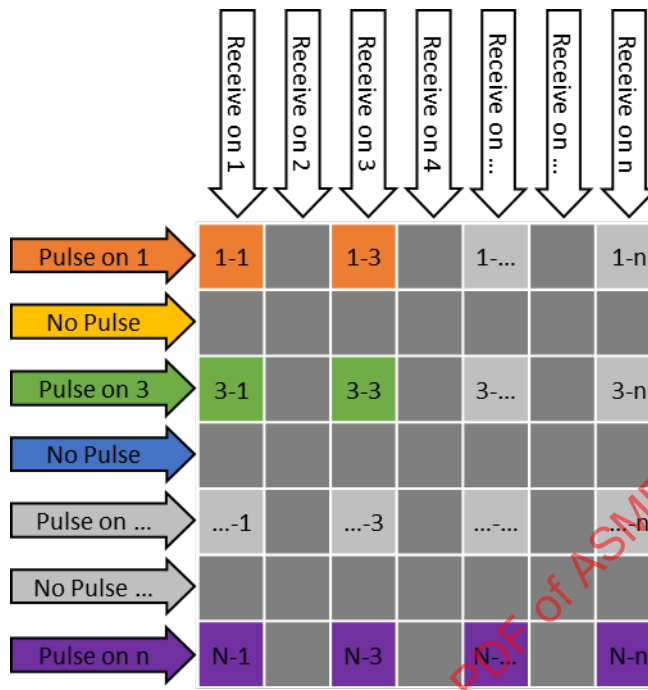 Receive on 1
Receive on 2
Receive on 3
Receive on 4
Receive on ...
Receive on ...
Receive on n
Pulse on 1
1-1
1-3
1-...
1-n
No Pulse
Pulse on 3
3-1
3-3
3-...
3-n
No Pulse
Pulse on ...
...-1
...-3
...-...
...-n
No Pulse ...
Pulse on n
N-1
N-3
N-...
N-n
PDF of ASME